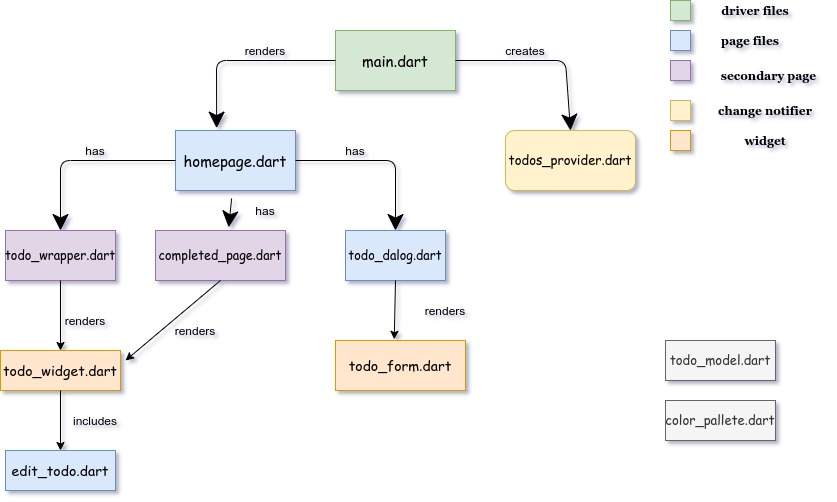 driver files
renders
creates
page files
main.dart
secondary page
change notifier
widget
has
homepage.dart
has
todos_provider.dart
has
todo_wrapper.dart
completed_page.dart
todo_dalog.dart
renders
renders
renders
todo_widget.dart
todo_form.dart
todo_model.dart
includes
color_pallete.dart
edit_todo.dart